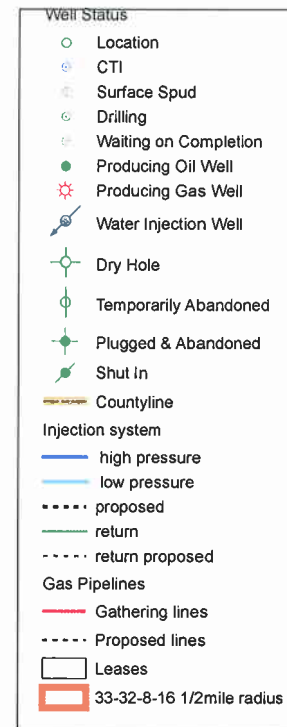 Well Status
Location
CTI
Surface Spud
Drilling
Waiting on Completion
Producing Oil Well
Producing Gas Well
Water Injection Well
Dry Hole
Temporarily Abandoned
Plugged & Abandoned
Shut In
Countyline
Injection system
high pressure
low pressure
proposed
return
return proposed
Gas Pipelines
Gathering lines
Proposed lines
Leases
33-32-8-16 1/2mile radius